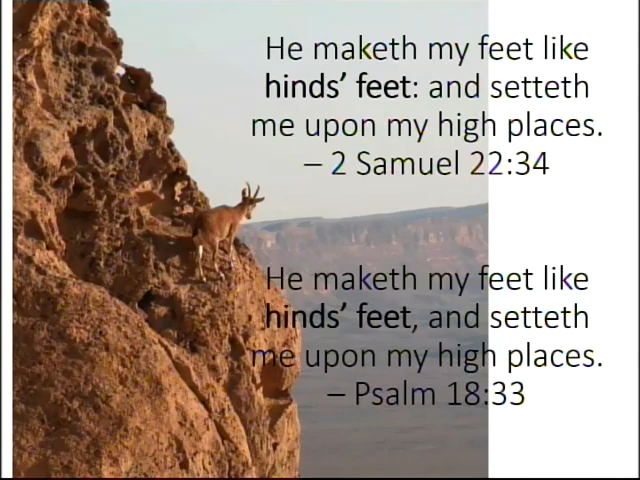 He maketh my feet like
hinds’ feet: and setteth
me upon my high places.
– 2 Samuel 22:34
He maketh my feet like
hinds’ feet, and setteth
me upon my high places.
– Psalm 18:33